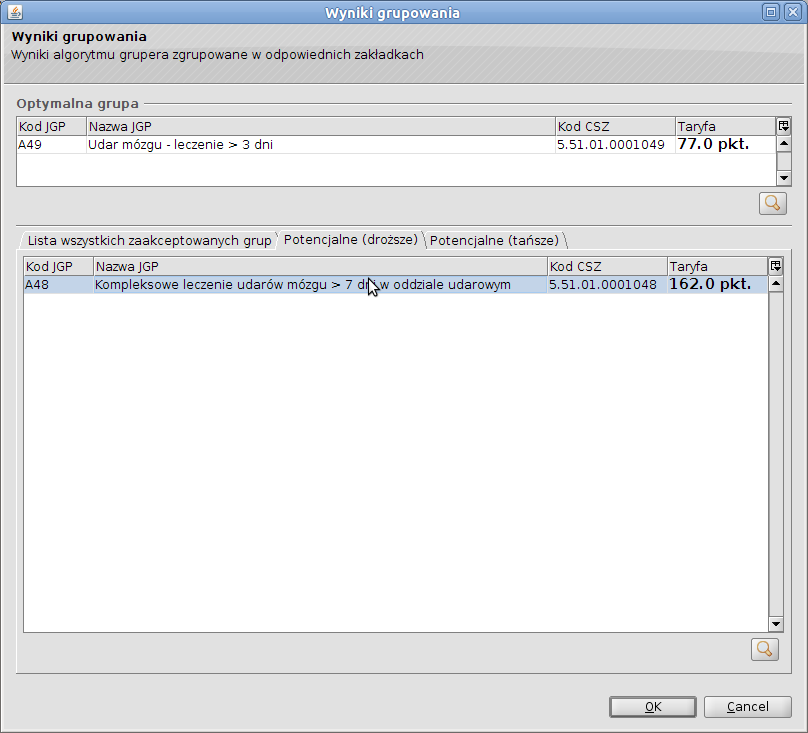 Wyniki grupowania
Wyniki grupowania
Wyniki algorytmu grupera zgrupowane w odpowiednich zakładkach
Optymalna grupa
Kod JGP Nazwa JGP Kod CSZ Taryfa
A49 Udar mózgu - leczenie > 3 dni 5.51.01.0001049 77.0 pkt.
Lista wszystkich zaakceptowanych grup Potencjalne (droższe) Potencjalne (tańsze)
Kod JGP Nazwa JGP Kod CSZ Taryfa
A48 Kompleksowe leczenie udarów mózgu > 7 dni w oddziale udarowym 5.51.01.0001048 162.0 pkt.
OK Cancel